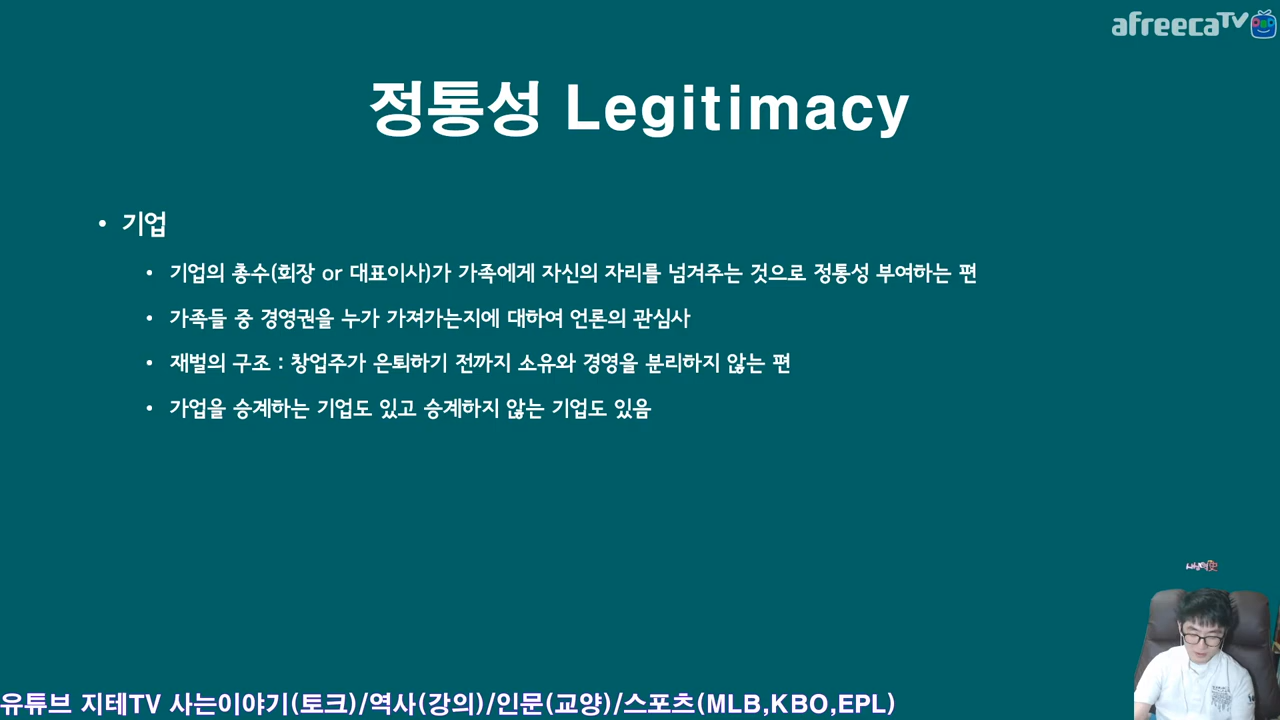 afreecaTV
정통성 Legitimacy
• 기업
• 기업의 총수(회장 or 대표이사)가 가족에게 자신의 자리를 넘겨주는 것으로 정통성 부여하는 편
• 가족들 중 경영권을 누가 가져가는지에 대하여 언론의 관심사
• 재벌의 구조 : 창업주가 은퇴하기 전까지 소유와 경영을 분리하지 않는 편
• 가업을 승계하는 기업도 있고 승계하지 않는 기업도 있음
유튜브 지테TV 사는이야기(토크)/역사(강의)/인문(교양)/스포츠(MLB,KBO,EPL)